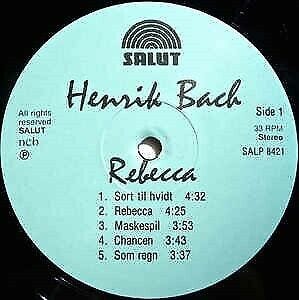 SALUT
Henrik Bach
All rights
reserved
SALUT
ncb
℗
Side 1
33 RPM
Stereo
SALP 8421
Rebecca
1. Sort til hvidt 4:32
2. Rebecca 4:25
3. Maskespil 3:53
4. Chancen 3:43
5. Som regn 3:37